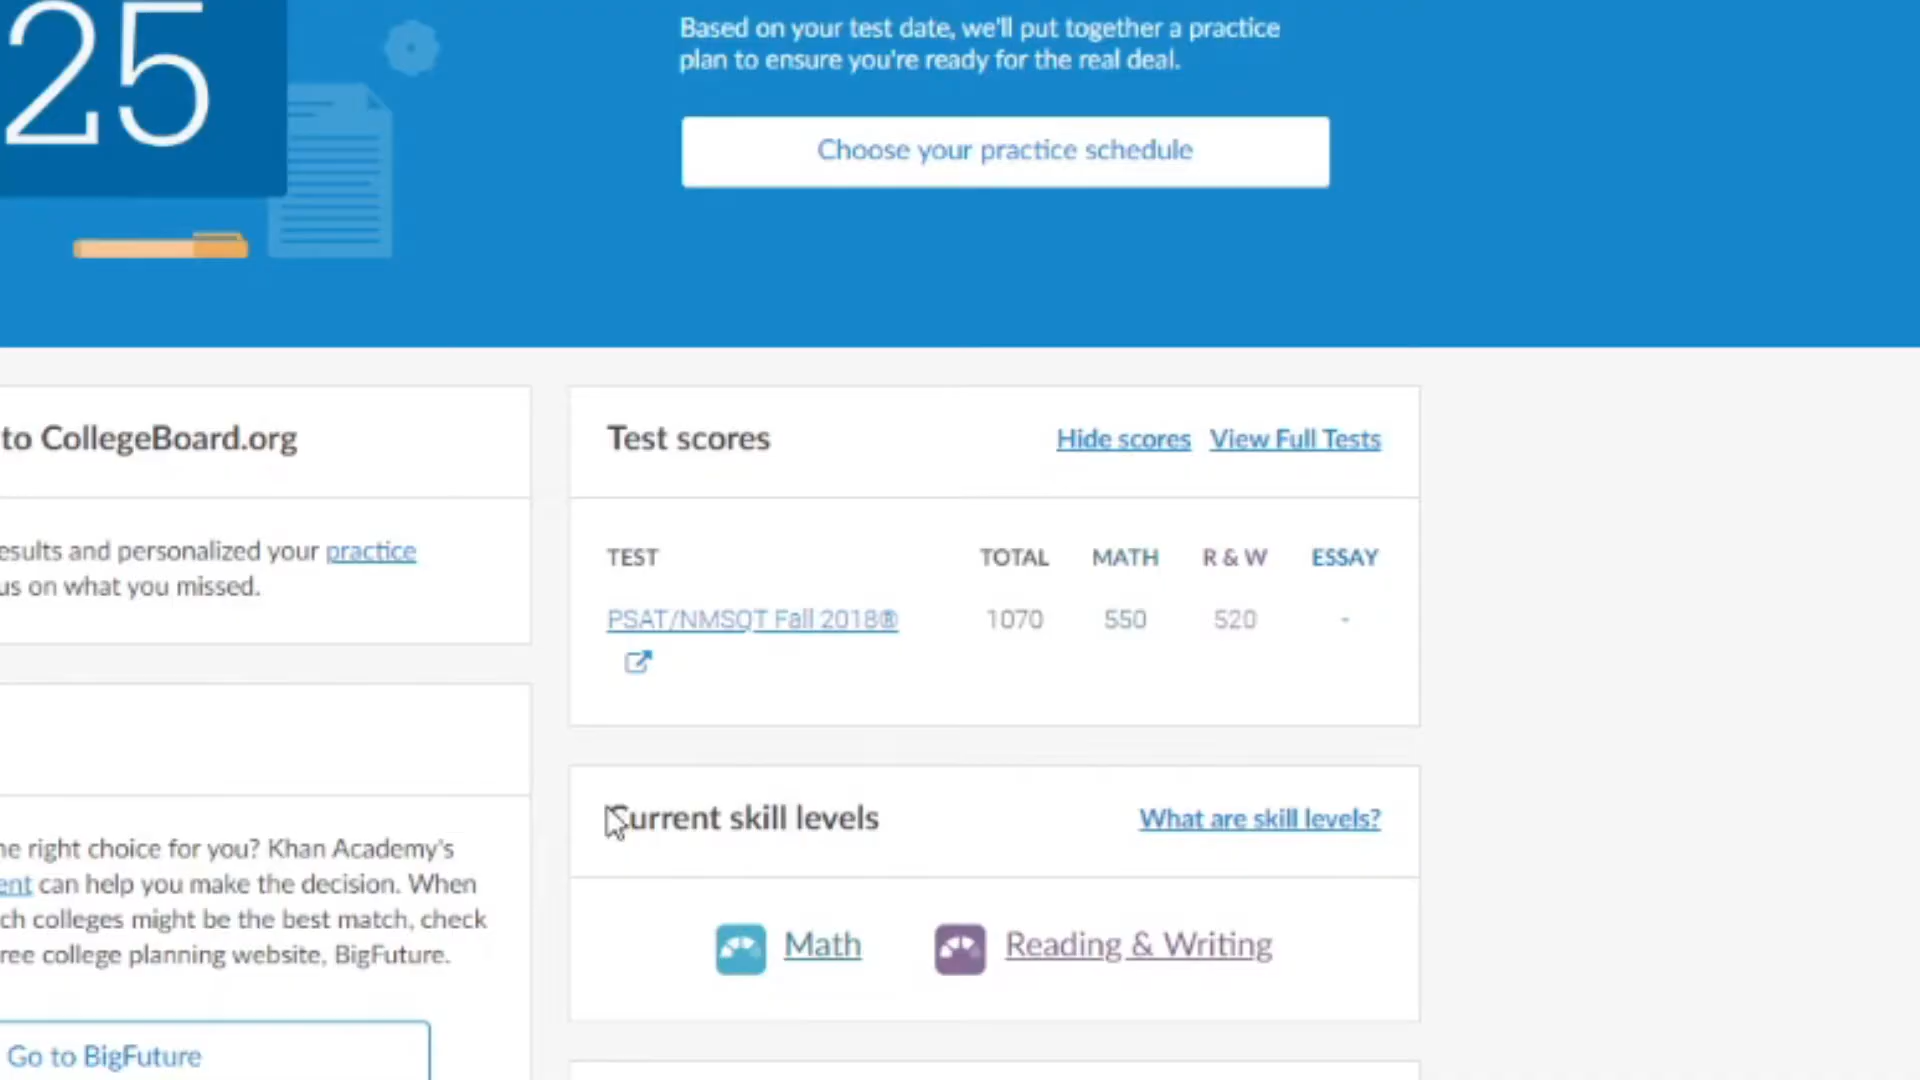 25
Based on your test date, we'll put together a practice
plan to ensure you're ready for the real deal.
Choose your practice schedule
to CollegeBoard.org
esults and personalized your practice
us on what you missed.
he right choice for you? Khan Academy's
ent can help you make the decision. When
ch colleges might be the best match, check
ree college planning website, BigFuture.
Go to BigFuture
Test scores Hide scores View Full Tests
TEST TOTAL MATH R & W ESSAY
PSAT/NMSQT Fall 2018® 1070 550 520 -
Current skill levels What are skill levels?
Math Reading & Writing